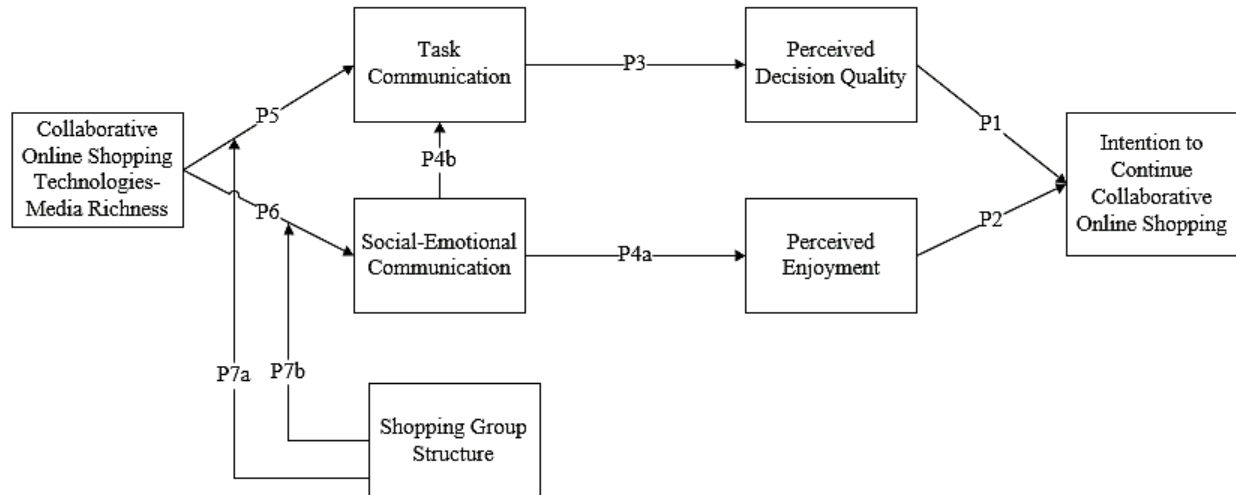 Task
Communication
P3
Perceived
Decision Quality
P5
P1
Collaborative
Online Shopping
Technologies-
Media Richness
P4b
Intention to
Continue
Collaborative
Online Shopping
P6
P2
Social-Emotional
Communication
P4a
Perceived
Enjoyment
P7a
P7b
Shopping Group
Structure